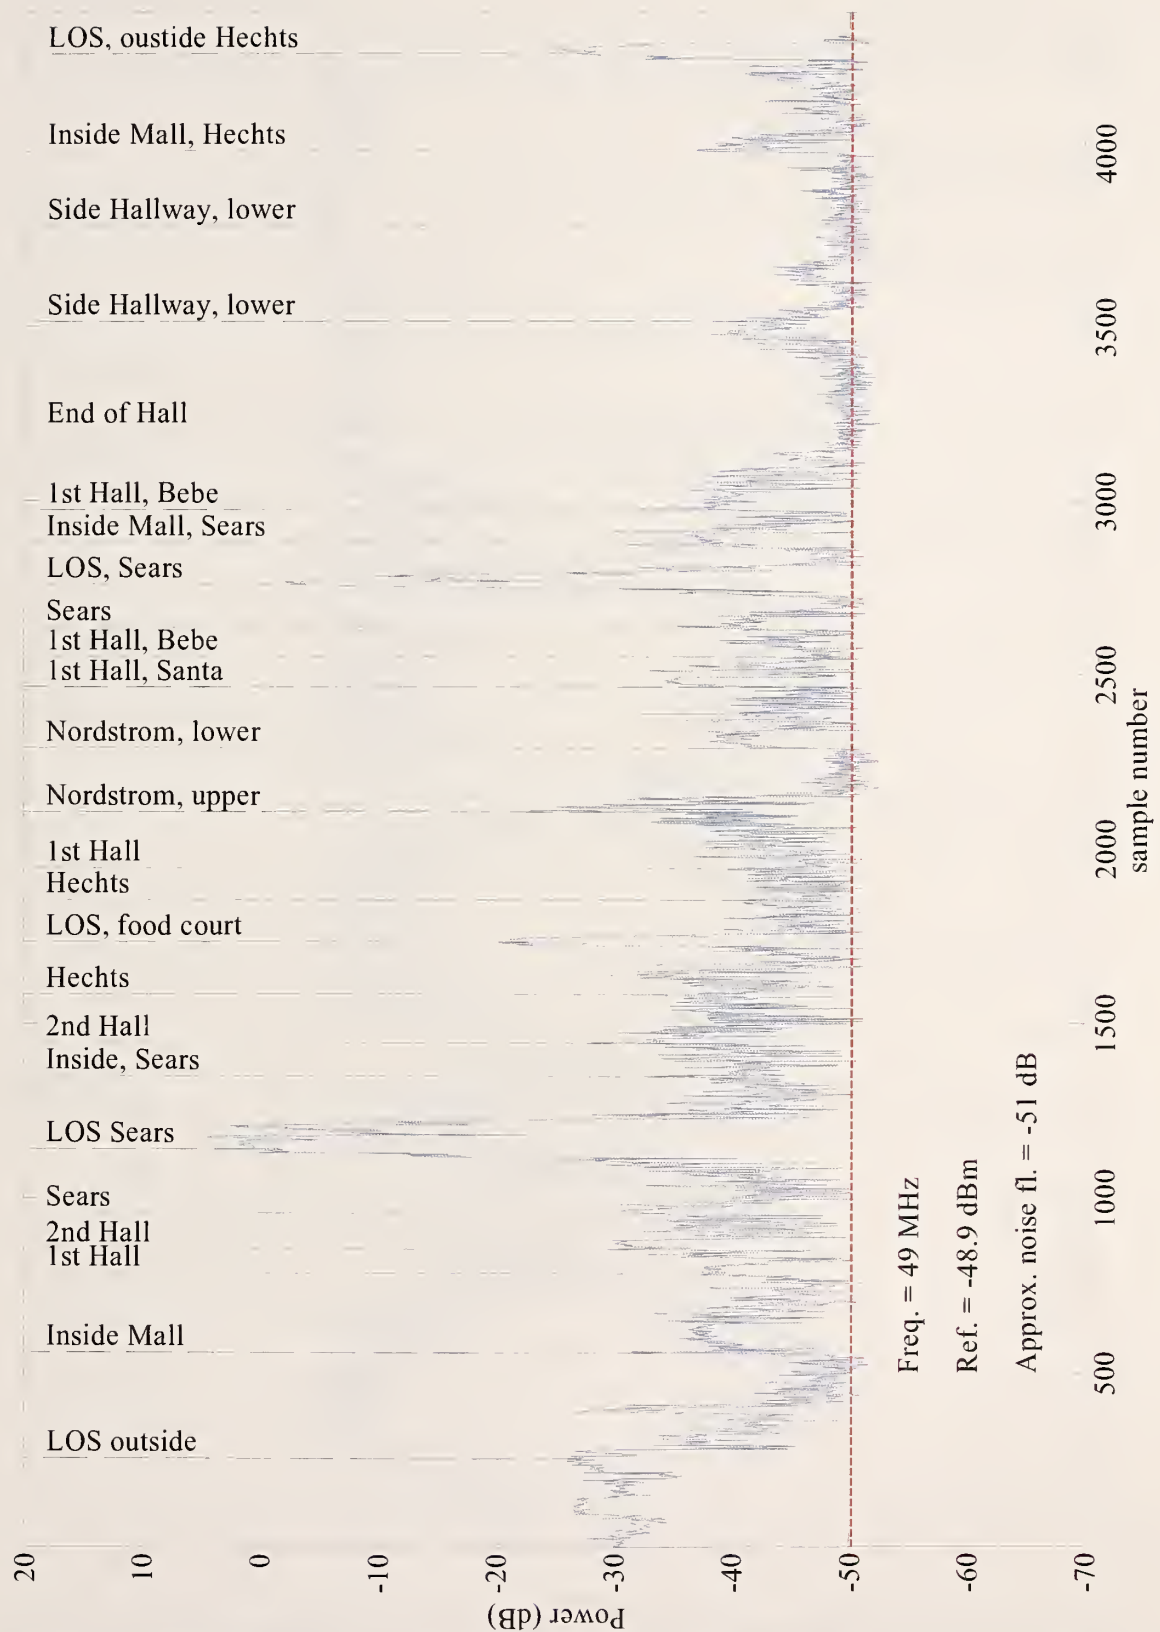 LOS, oustide Hechts
Inside Mall, Hechts
Side Hallway, lower
Side Hallway, lower
End of Hall
1st Hall, Bebe
Inside Mall, Sears
LOS, Sears
Sears
1st Hall, Bebe
1st Hall, Santa
Nordstrom, lower
Nordstrom, upper
1st Hall
Hechts
LOS, food court
Hechts
2nd Hall
Inside, Sears
LOS Sears
Sears
2nd Hall
1st Hall
Inside Mall
LOS outside
20
10
0
-10
-20
-30
-40
-50
-60
-70
Power (dB)
500
1000
1500
2000
2500
3000
3500
4000
sample number
Freq. = 49 MHz
Ref. = -48.9 dBm
Approx. noise fl. = -51 dB